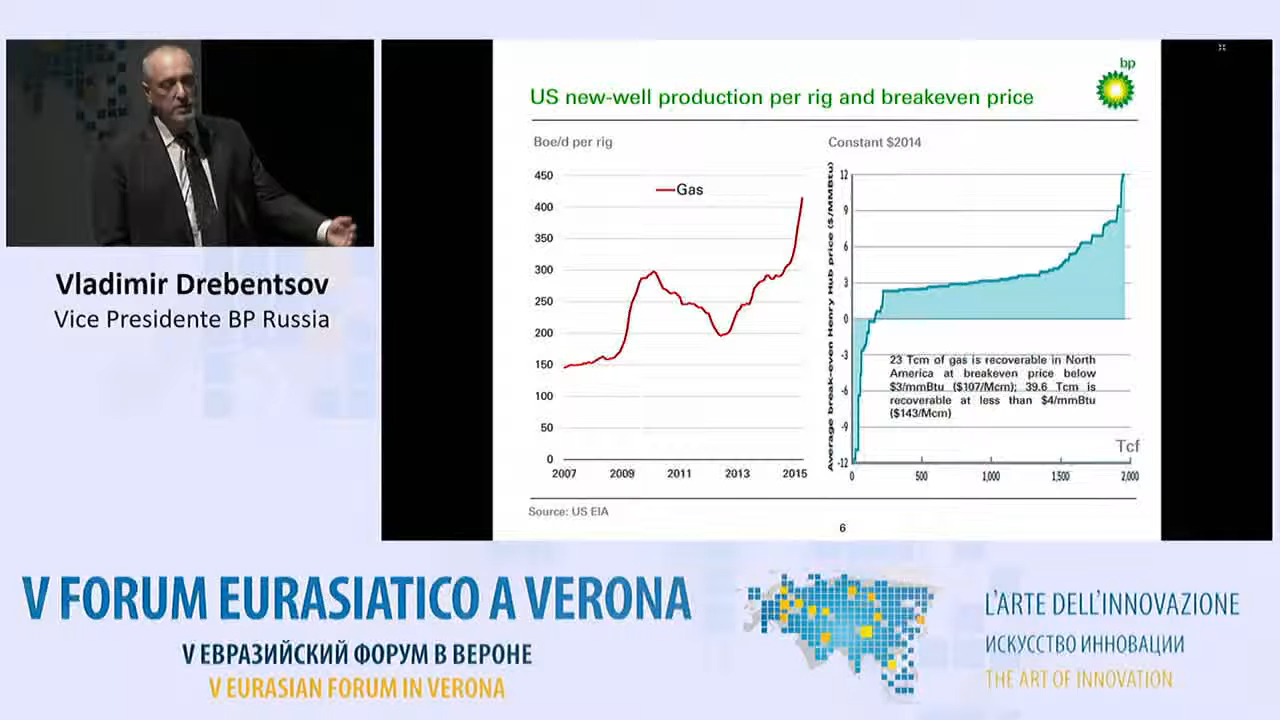 Vladimir Drebentsov
Vice Presidente BP Russia
bp
US new-well production per rig and breakeven price
Boe/d per rig
450
400
350
300
250
200
150
100
50
0
Gas
2007 2009 2011 2013 2015
Constant $2014
Average break-even Henry Hub price ($/MMBtu)
12
9
6
3
0
-3
-6
-9
-12
23 Tcm of gas is recoverable in North
America at breakeven price below
$3/mmBtu ($107/Mcm); 39.6 Tcm is
recoverable at less than $4/mmBtu
($143/Mcm)
Tcf
0 500 1,000 1,500 2,000
Source: US EIA
6
V FORUM EURASIATICO A VERONA
V ЕВРАЗИЙСКИЙ ФОРУМ В ВЕРОНЕ
V EURASIAN FORUM IN VERONA
L'ARTE DELL'INNOVAZIONE
ИСКУССТВО ИННОВАЦИИ
THE ART OF INNOVATION